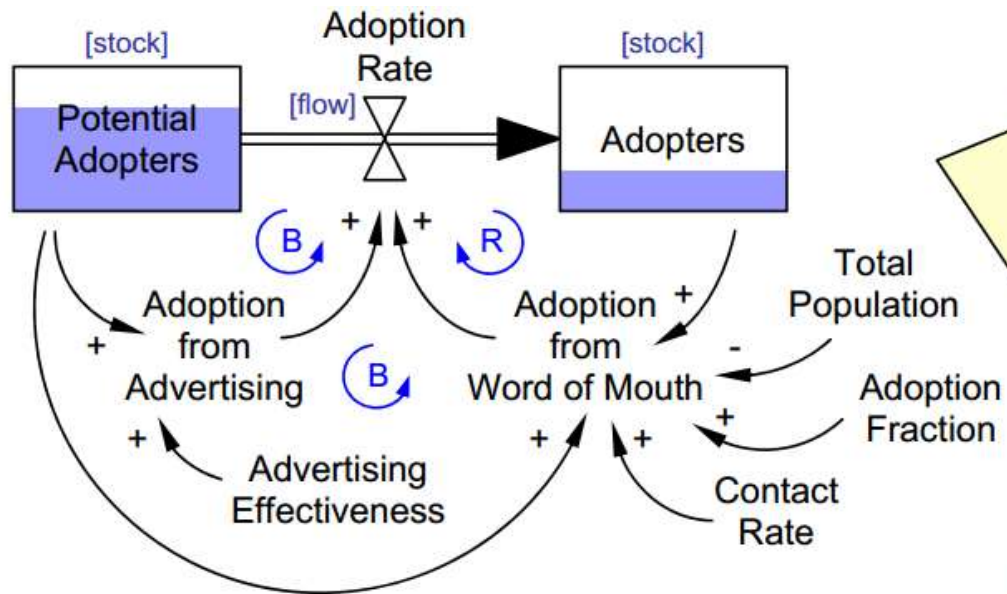 [stock]
Adoption
Rate
[stock]
[flow]
Potential
Adopters
Adopters
B
+
+
R
+
Adoption
from
Advertising
+
B
Adoption
from
Word of Mouth
+
Total
Population
-
Adoption
Fraction
+
+
+
Advertising
Effectiveness
Contact
Rate